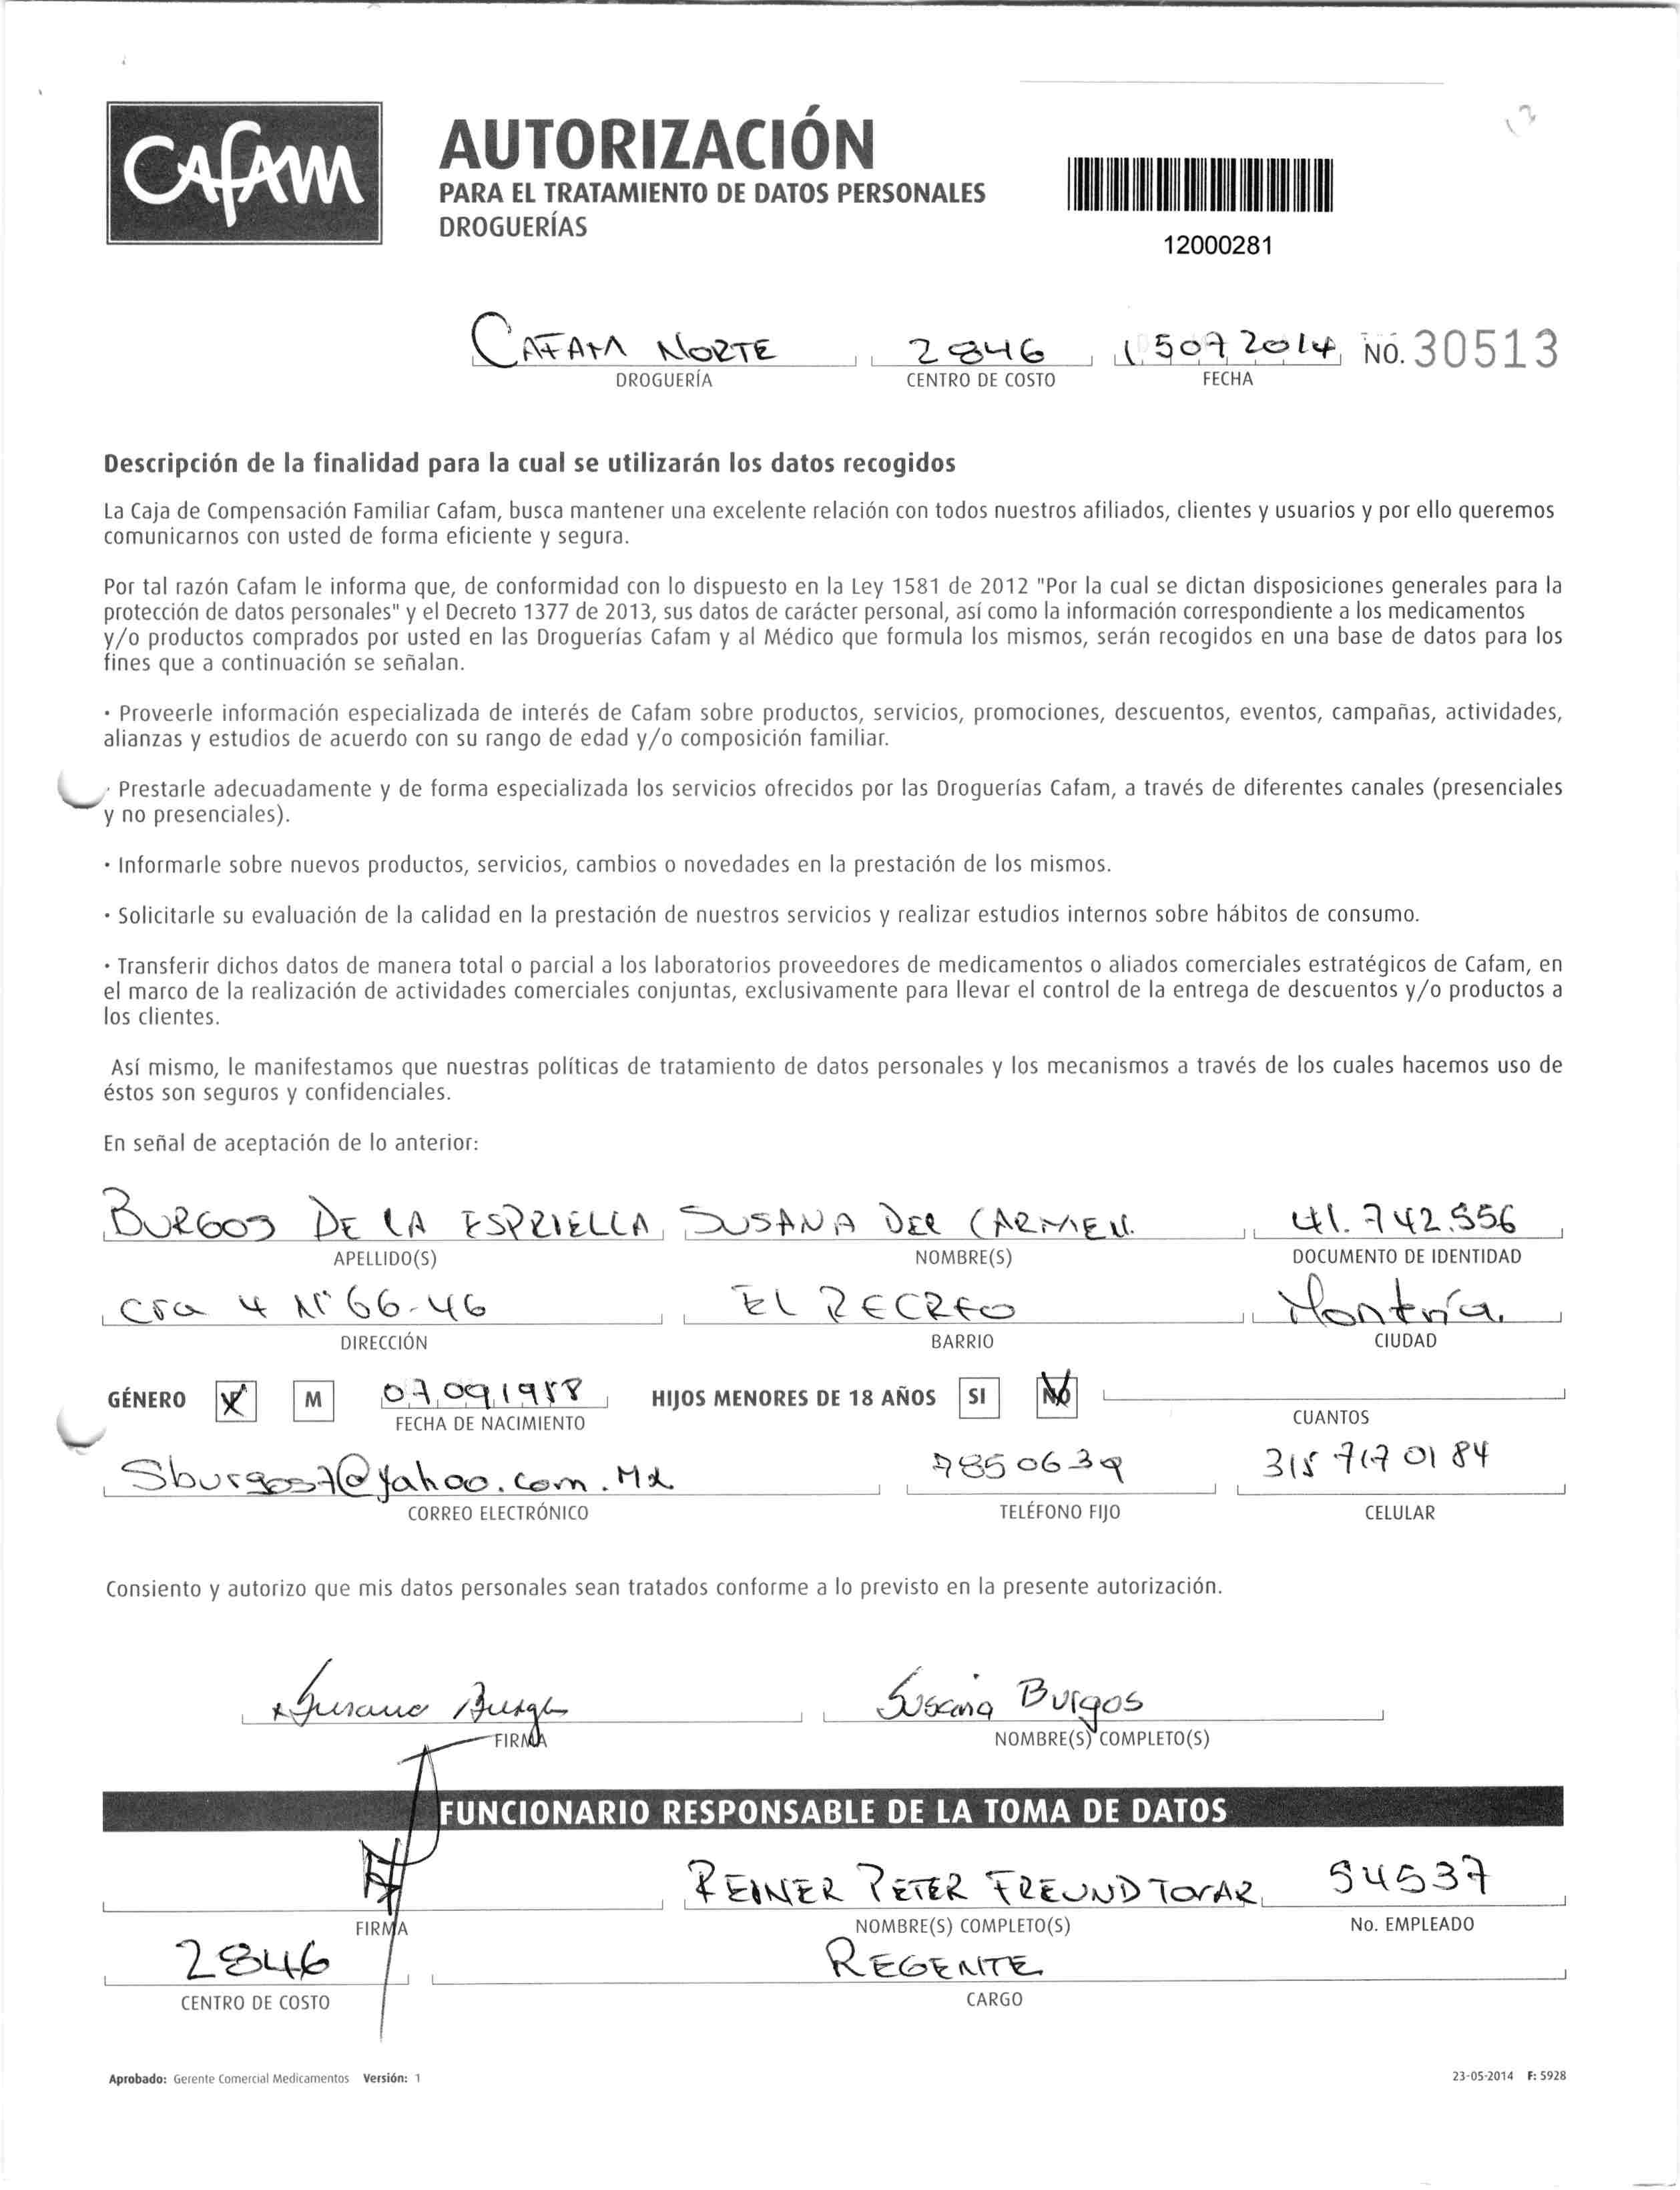 Cafam
AUTORIZACIÓN
PARA EL TRATAMIENTO DE DATOS PERSONALES
DROGUERÍAS
12000281
CAFAM NORTE 2846 15072014 NO. 30513
DROGUERÍA CENTRO DE COSTO FECHA
Descripción de la finalidad para la cual se utilizarán los datos recogidos
La Caja de Compensación Familiar Cafam, busca mantener una excelente relación con todos nuestros afiliados, clientes y usuarios y por ello queremos
comunicarnos con usted de forma eficiente y segura.
Por tal razón Cafam le informa que, de conformidad con lo dispuesto en la Ley 1581 de 2012 "Por la cual se dictan disposiciones generales para la
protección de datos personales" y el Decreto 1377 de 2013, sus datos de carácter personal, así como la información correspondiente a los medicamentos
y/o productos comprados por usted en las Droguerías Cafam y al Médico que formula los mismos, serán recogidos en una base de datos para los
fines que a continuación se señalan.
· Proveerle información especializada de interés de Cafam sobre productos, servicios, promociones, descuentos, eventos, campañas, actividades,
alianzas y estudios de acuerdo con su rango de edad y/o composición familiar.
· Prestarle adecuadamente y de forma especializada los servicios ofrecidos por las Droguerías Cafam, a través de diferentes canales (presenciales
y no presenciales).
· Informarle sobre nuevos productos, servicios, cambios o novedades en la prestación de los mismos.
· Solicitarle su evaluación de la calidad en la prestación de nuestros servicios y realizar estudios internos sobre hábitos de consumo.
· Transferir dichos datos de manera total o parcial a los laboratorios proveedores de medicamentos o aliados comerciales estratégicos de Cafam, en
el marco de la realización de actividades comerciales conjuntas, exclusivamente para llevar el control de la entrega de descuentos y/o productos a
los clientes.
Así mismo, le manifestamos que nuestras políticas de tratamiento de datos personales y los mecanismos a través de los cuales hacemos uso de
éstos son seguros y confidenciales.
En señal de aceptación de lo anterior:
BURGOS DE LA ESPRIELLA SUSANA DEL CARMEN. 41.742.556
APELLIDO(S) NOMBRE(S) DOCUMENTO DE IDENTIDAD
Cra 4 N° 66-46 EL RECREO Montría.
DIRECCIÓN BARRIO CIUDAD
GÉNERO X M 07091958 HIJOS MENORES DE 18 AÑOS SI NO
FECHA DE NACIMIENTO CUANTOS
Sburgos7@yahoo.com.Mx 7850639 315 717 01 84
CORREO ELECTRÓNICO TELÉFONO FIJO CELULAR
Consiento y autorizo que mis datos personales sean tratados conforme a lo previsto en la presente autorización.
x Susana Burgos Susana Burgos
FIRMA NOMBRE(S) COMPLETO(S)
FUNCIONARIO RESPONSABLE DE LA TOMA DE DATOS
REINER PETER FREUND TOVAR 54537
FIRMA NOMBRE(S) COMPLETO(S) No. EMPLEADO
2846 REGENTE
CENTRO DE COSTO CARGO
Aprobado: Gerente Comercial Medicamentos Versión: 1 23-05-2014 F: 5928